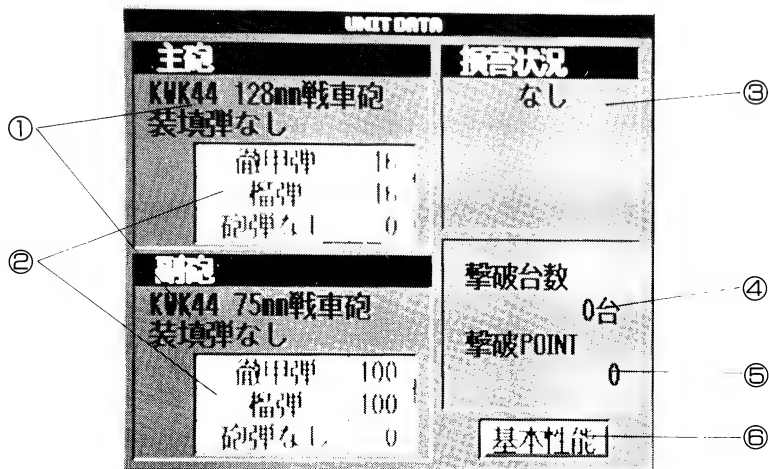 UNIT DATA
主砲
KWK44 128mm戦車砲
装填弾なし
徹甲弾 16
榴弾 16
砲弾なし 0
副砲
KWK44 75mm戦車砲
装填弾なし
徹甲弾 100
榴弾 100
砲弾なし 0
損害状況
なし
撃破台数
0台
撃破POINT
0
基本性能
①
②
③
④
⑤
⑥